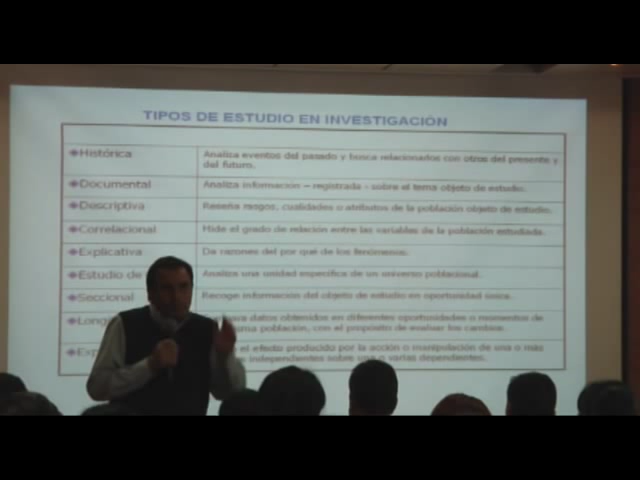 TIPOS DE ESTUDIO EN INVESTIGACIÓN
Histórica
Analiza eventos del pasado y busca relacionarlos con otros del presente y
del futuro.
Documental
Analiza información – registrada - sobre el tema objeto de estudio.
Descriptiva
Reseña rasgos, cualidades o atributos de la población objeto de estudio.
Correlacional
Mide el grado de relación entre las variables de la población estudiada.
Explicativa
Da razones del por qué de los fenómenos.
Estudio de
Analiza una unidad específica de un universo poblacional.
Seccional
Recoge información del objeto de estudio en oportunidad única.
datos obtenidos en diferentes oportunidades o momentos de
población, con el propósito de evaluar los cambios.
el efecto producido por la acción o manipulación de una o más
independientes sobre una o varias dependientes.